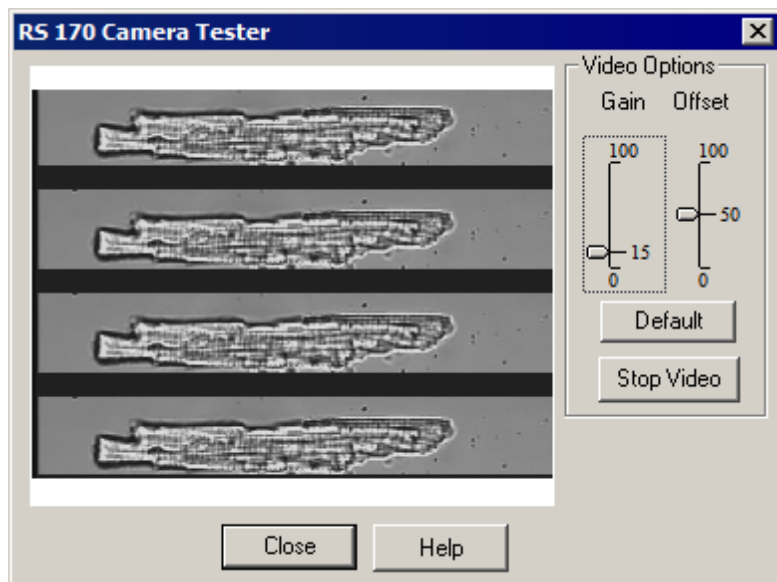 RS 170 Camera Tester
Video Options
Gain Offset
100 100
50
15
0 0
Default
Stop Video
Close Help